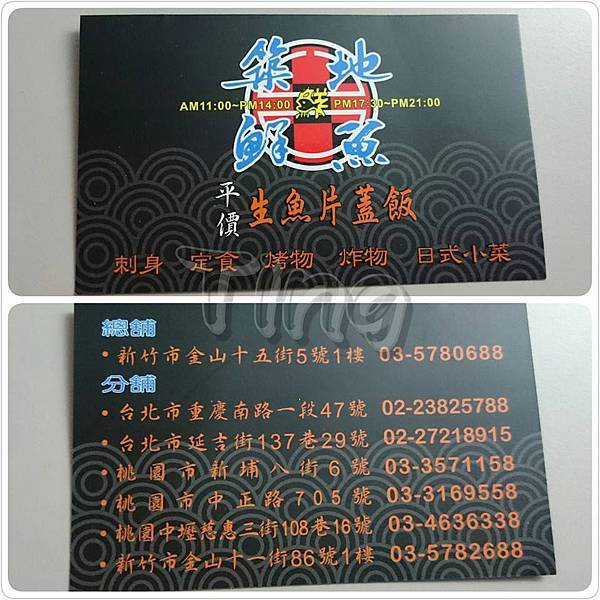 築地
AM11:00~PM14:00 鮮 PM17:30~PM21:00
鮮魚
平價 生魚片蓋飯
刺身 定食 烤物 炸物 日式小菜
Ting
總舖
•新竹市金山十五街5號1樓 03-5780688
分舖
•台北市重慶南路一段47號 02-23825788
•台北市延吉街137巷29號 02-27218915
•桃園市新埔八街6號 03-3571158
•桃園市中正路705號 03-3169558
•桃園中壢慈惠三街108巷16號 03-4636338
•新竹市金山十一街86號1樓 03-5782688